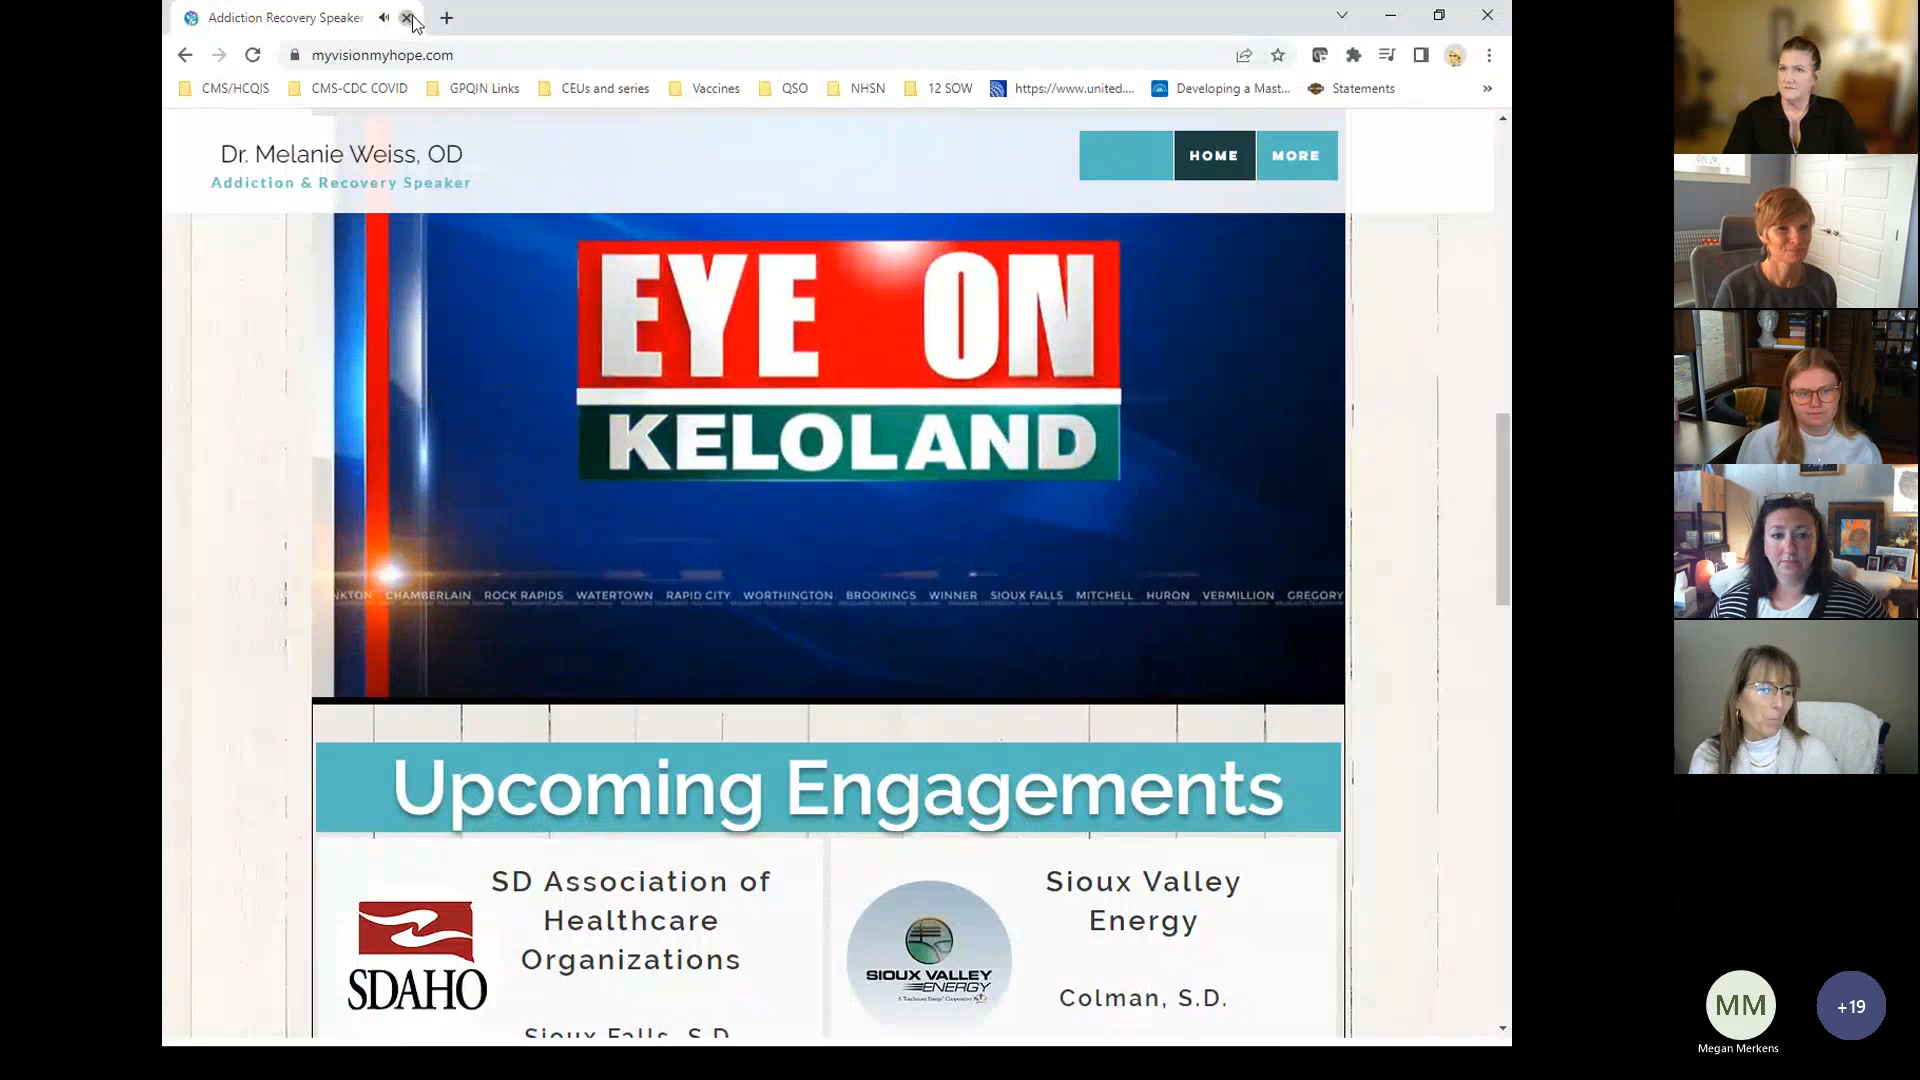 Addiction Recovery Speaker
myvisionmyhope.com
CMS/HCQIS
CMS-CDC COVID
GPQIN Links
CEUs and series
Vaccines
QSO
NHSN
12 SOW
https://www.united....
Developing a Mast...
Statements
»
Dr. Melanie Weiss, OD
Addiction & Recovery Speaker
HOME
MORE
EYE ON
KELOLAND
NKTON CHAMBERLAIN ROCK RAPIDS WATERTOWN RAPID CITY WORTHINGTON BROOKINGS WINNER SIOUX FALLS MITCHELL HURON VERMILLION GREGORY
Upcoming Engagements
SD Association of
Healthcare
Organizations
SDAHO
Sioux Falls, S.D.
Sioux Valley
Energy
SIOUX VALLEY
ENERGY
Colman, S.D.
MM
+19
Megan Merkens